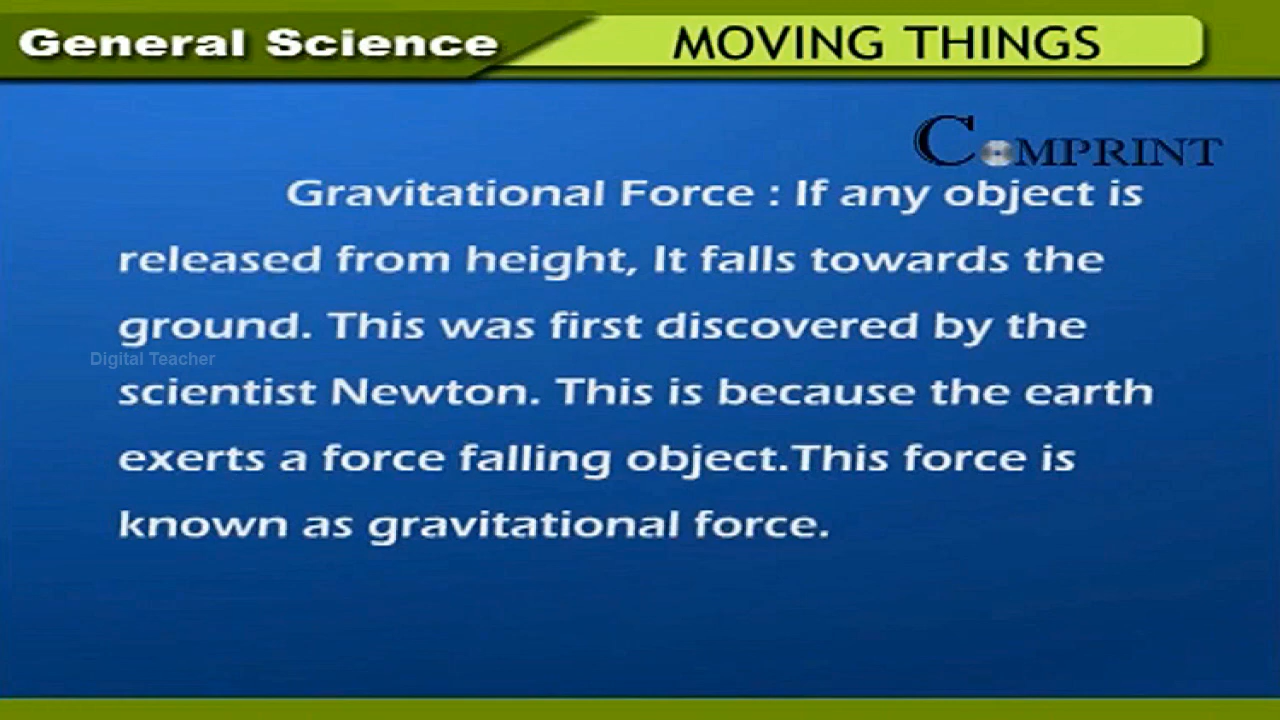 General Science
MOVING THINGS
COMPRINT
Gravitational Force : If any object is
released from height, It falls towards the
ground. This was first discovered by the
Digital Teacher
scientist Newton. This is because the earth
exerts a force falling object.This force is
known as gravitational force.